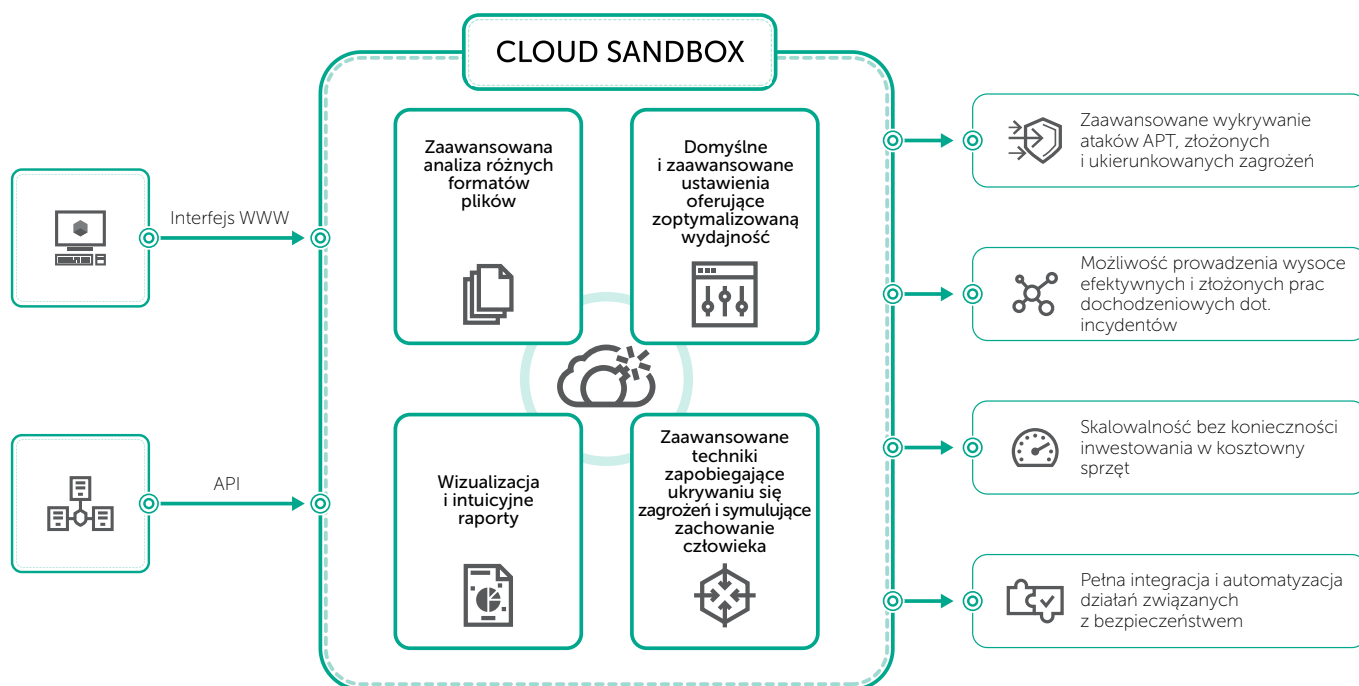 CLOUD SANDBOX
Interfejs WWW
API
Zaawansowana
analiza różnych
formatów
plików
Domyślne
i zaawansowane
ustawienia
oferujące
zoptymalizowaną
wydajność
Wizualizacja
i intuicyjne
raporty
Zaawansowane
techniki
zapobiegające
ukrywaniu się
zagrożeń i symulujące
zachowanie
człowieka
Zaawansowane wykrywanie
ataków APT, złożonych
i ukierunkowanych zagrożeń
Możliwość prowadzenia wysoce
efektywnych i złożonych prac
dochodzeniowych dot.
incydentów
Skalowalność bez konieczności
inwestowania w kosztowny
sprzęt
Pełna integracja i automatyzacja
działań związanych
z bezpieczeństwem